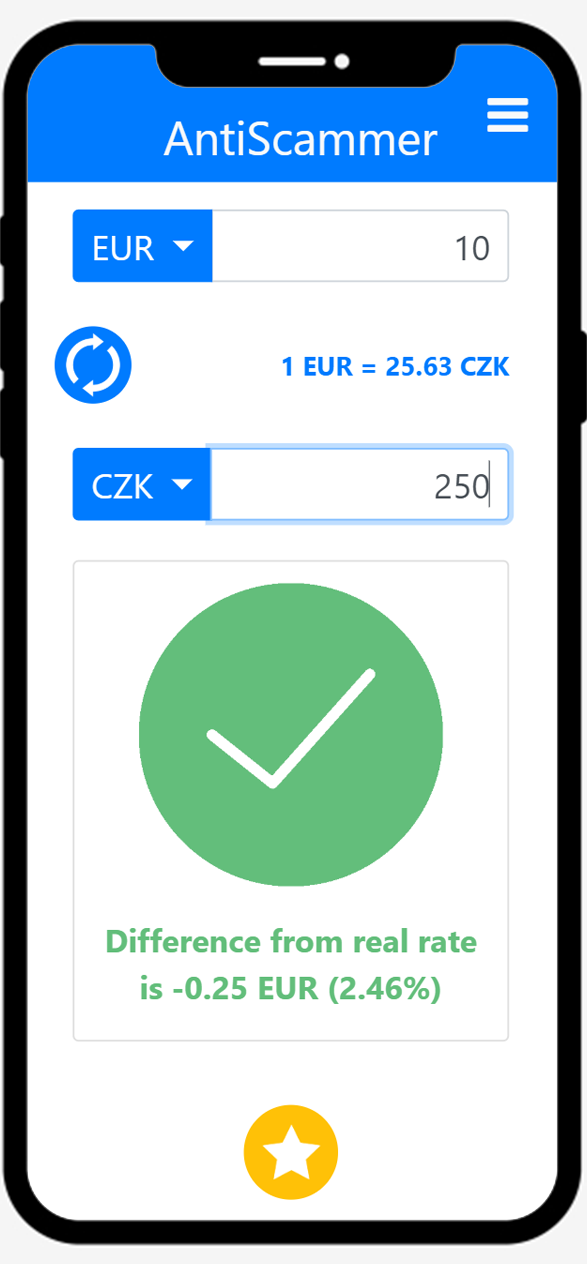 AntiScammer
EUR 10
1 EUR = 25.63 CZK
CZK 250
Difference from real rate
is -0.25 EUR (2.46%)